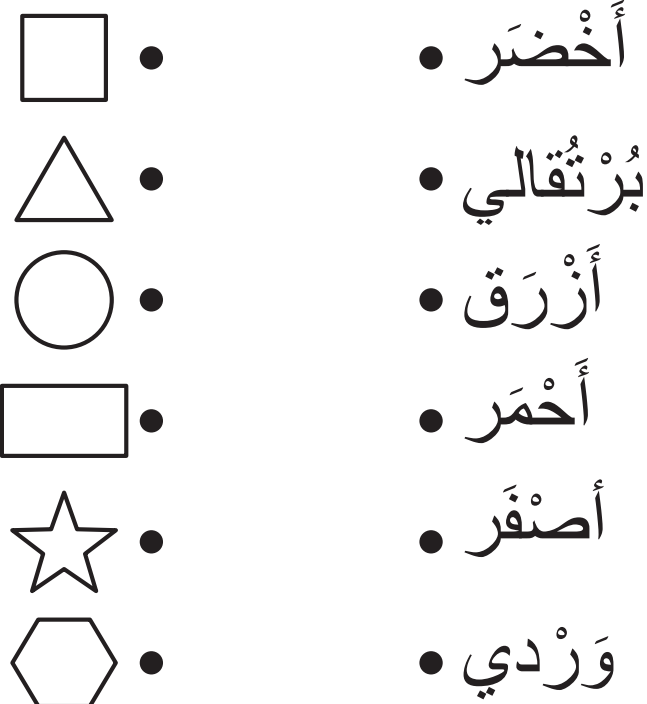 أَخْضَر
بُرْتُقالي
أَزْرَق
أَحْمَر
أصْفَر
وَرْدي